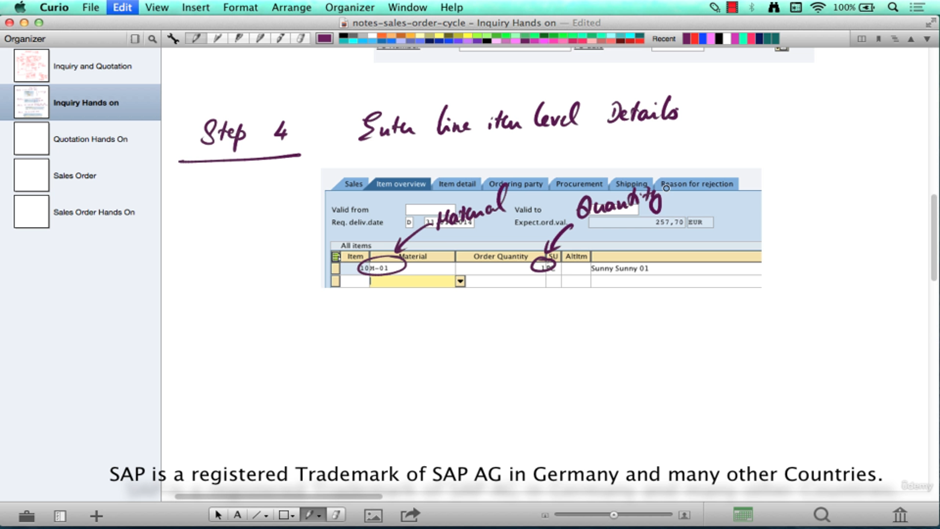 Curio File Edit View Insert Format Arrange Organizer Window Help 100%
notes-sales-order-cycle – Inquiry Hands on — Edited
Organizer
Recent
Inquiry and Quotation
Inquiry Hands on
Quotation Hands On
Sales Order
Sales Order Hands On
Step 4 Enter line item level Details
Sales Item overview Item detail Ordering party Procurement Shipping Reason for rejection
Valid from Valid to
Material Quantity
Req. deliv.date D Expect.ord.val. 257,70 EUR
All items
Item Material Order Quantity SU AltItm
10 M-01 Sunny Sunny 01
SAP is a registered Trademark of SAP AG in Germany and many other Countries.
Udemy